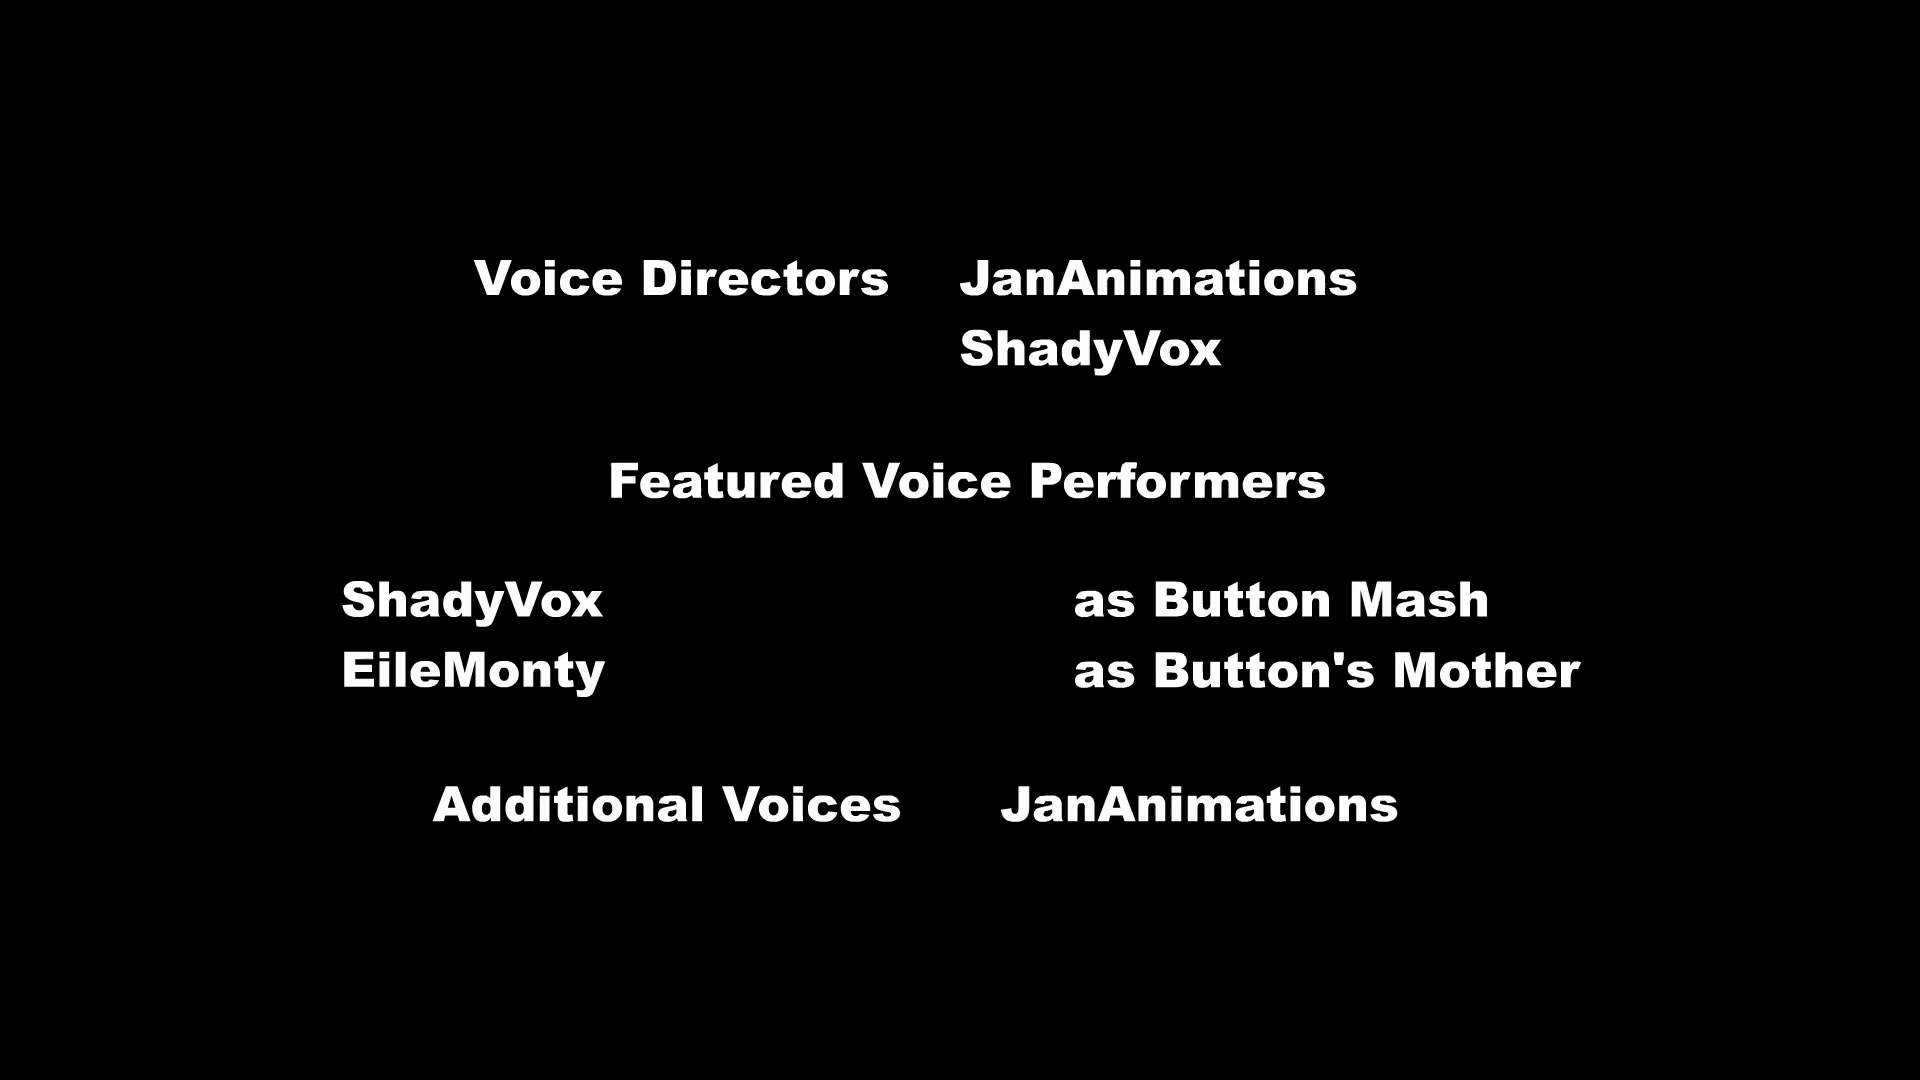 Voice Directors JanAnimations
ShadyVox
Featured Voice Performers
ShadyVox as Button Mash
EileMonty as Button's Mother
Additional Voices JanAnimations